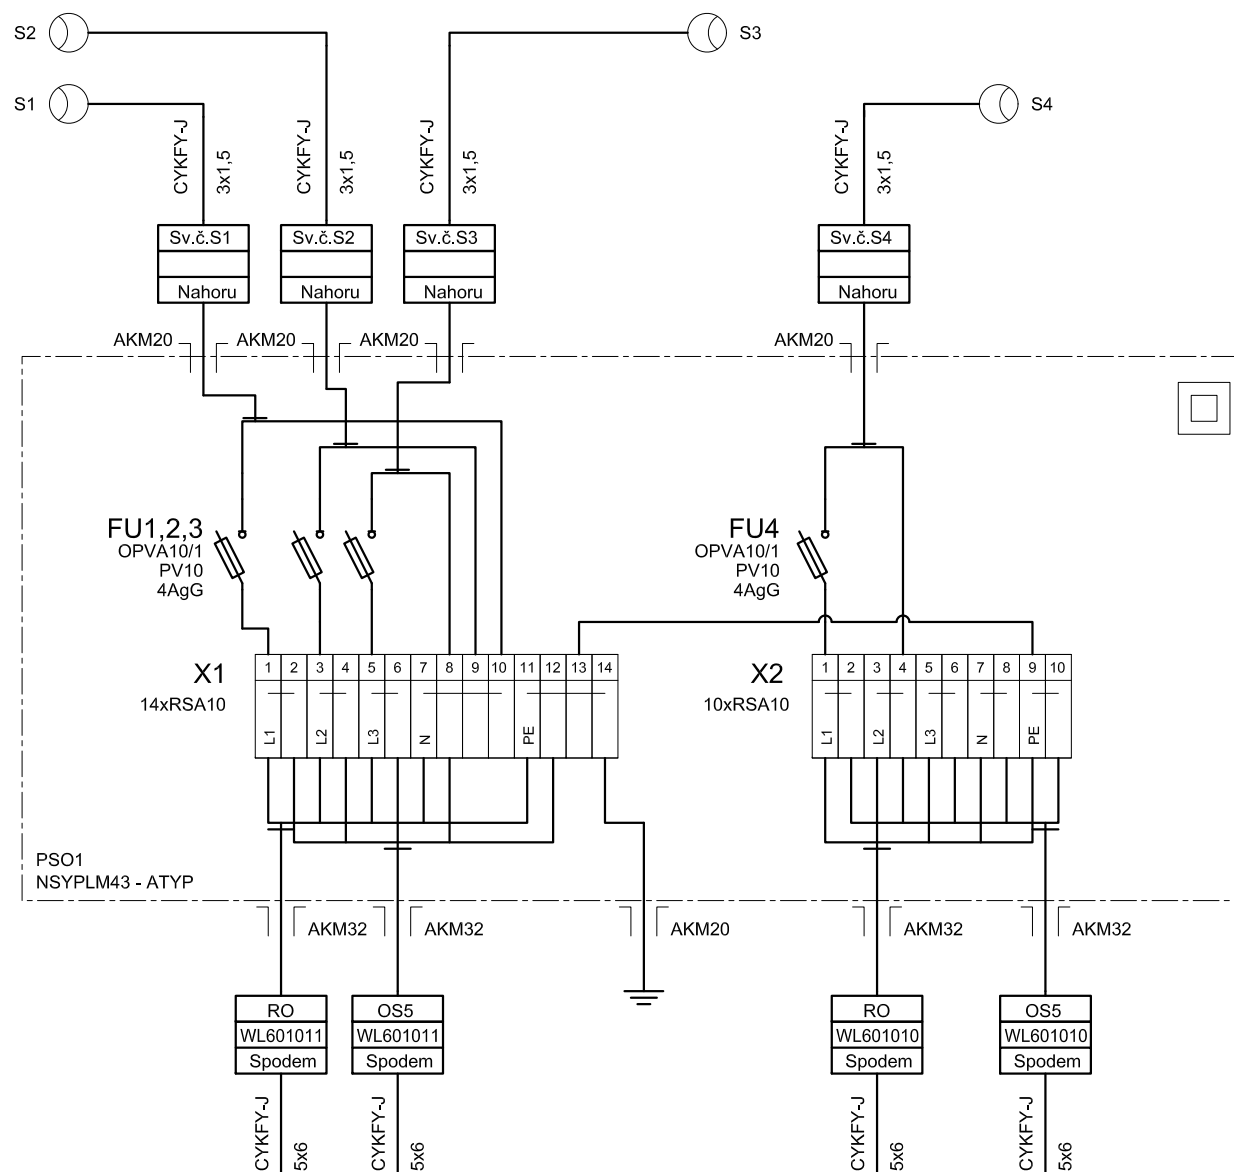 S2
S3
S1
S4
CYKFY-J
3x1,5
CYKFY-J
3x1,5
CYKFY-J
3x1,5
CYKFY-J
3x1,5
Sv.č.S1
Nahoru
Sv.č.S2
Nahoru
Sv.č.S3
Nahoru
Sv.č.S4
Nahoru
AKM20
AKM20
AKM20
AKM20
FU1,2,3
OPVA10/1
PV10
4AgG
FU4
OPVA10/1
PV10
4AgG
X1
14xRSA10
1 2 3 4 5 6 7 8 9 10 11 12 13 14
L1 L2 L3 N PE
X2
10xRSA10
1 2 3 4 5 6 7 8 9 10
L1 L2 L3 N PE
PSO1
NSYPLM43 - ATYP
AKM32
AKM32
AKM20
AKM32
AKM32
RO
WL601011
Spodem
OS5
WL601011
Spodem
RO
WL601010
Spodem
OS5
WL601010
Spodem
CYKFY-J
5x6
CYKFY-J
5x6
CYKFY-J
5x6
CYKFY-J
5x6